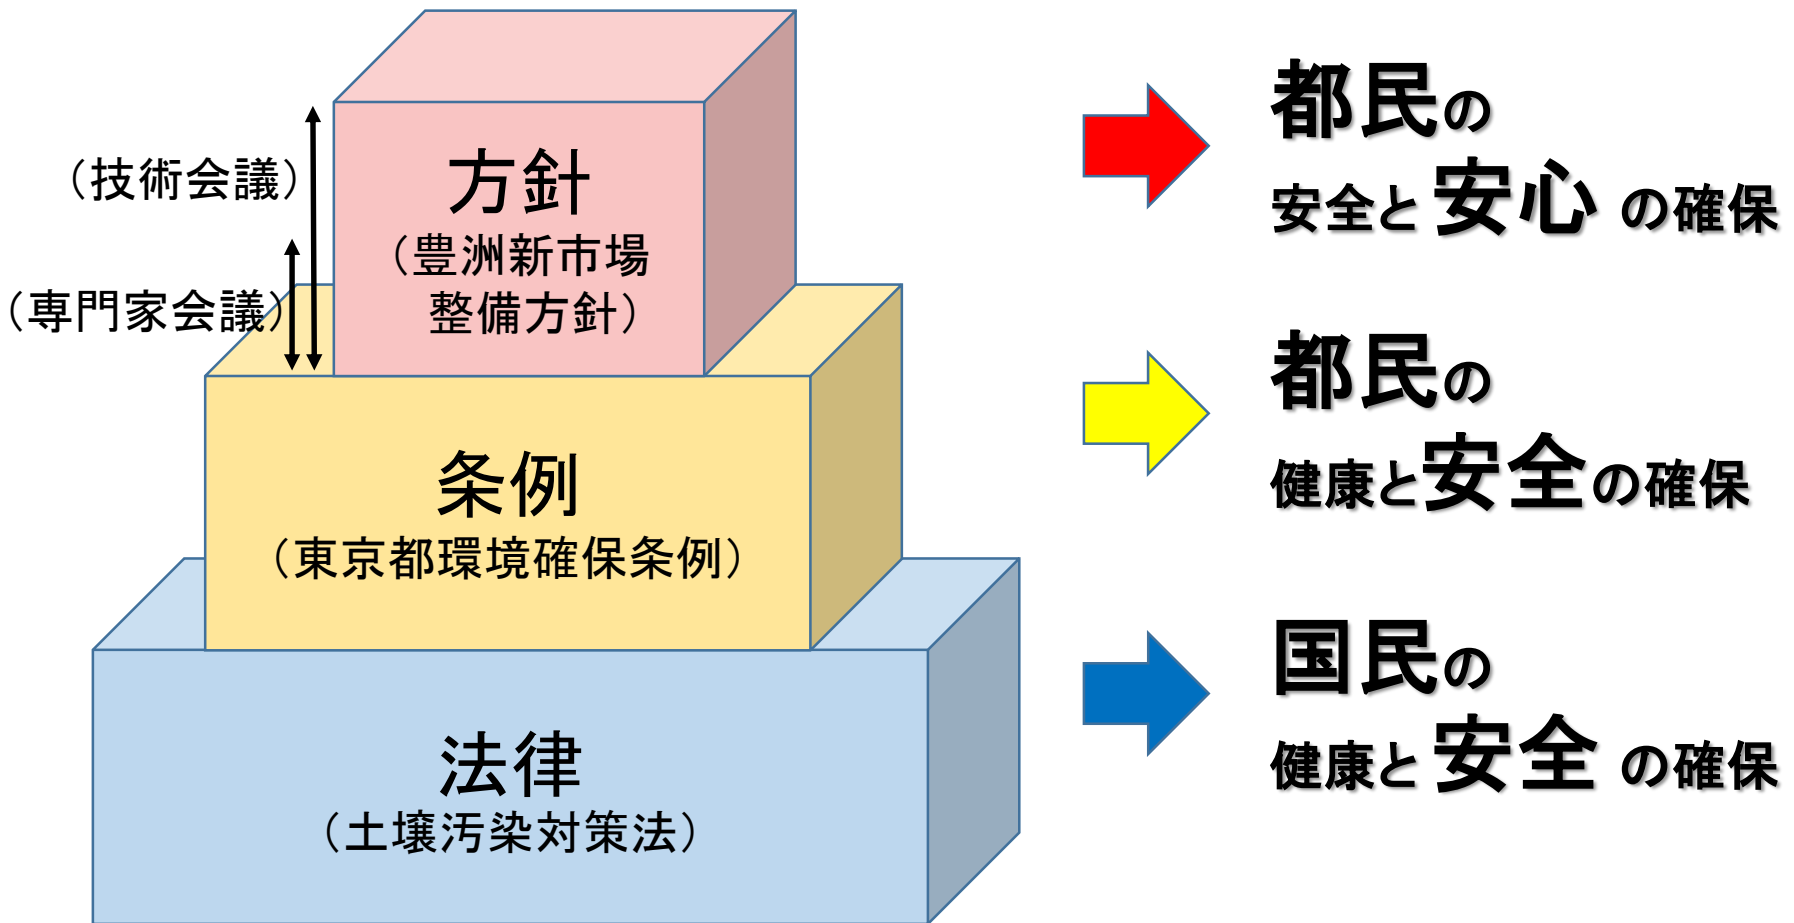 （技術会議）
（専門家会議）
方針
（豊洲新市場
整備方針）
条例
（東京都環境確保条例）
法律
（土壌汚染対策法）
都民の
安全と安心の確保
都民の
健康と安全の確保
国民の
健康と安全の確保